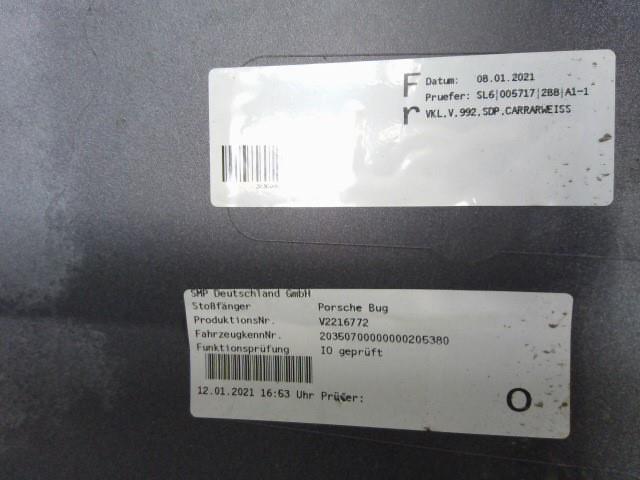 F
r
Datum: 08.01.2021
Pruefer: SL6|005717|2BB|A1-1
VKL.V.992.SDP.CARRARWEISS
SMP Deutschland GmbH
Stoßfänger Porsche Bug
ProduktionsNr. V2216772
FahrzeugkennNr. 20350700000000205380
Funktionsprüfung IO geprüft
12.01.2021 16:53 Uhr Prüfer:
O